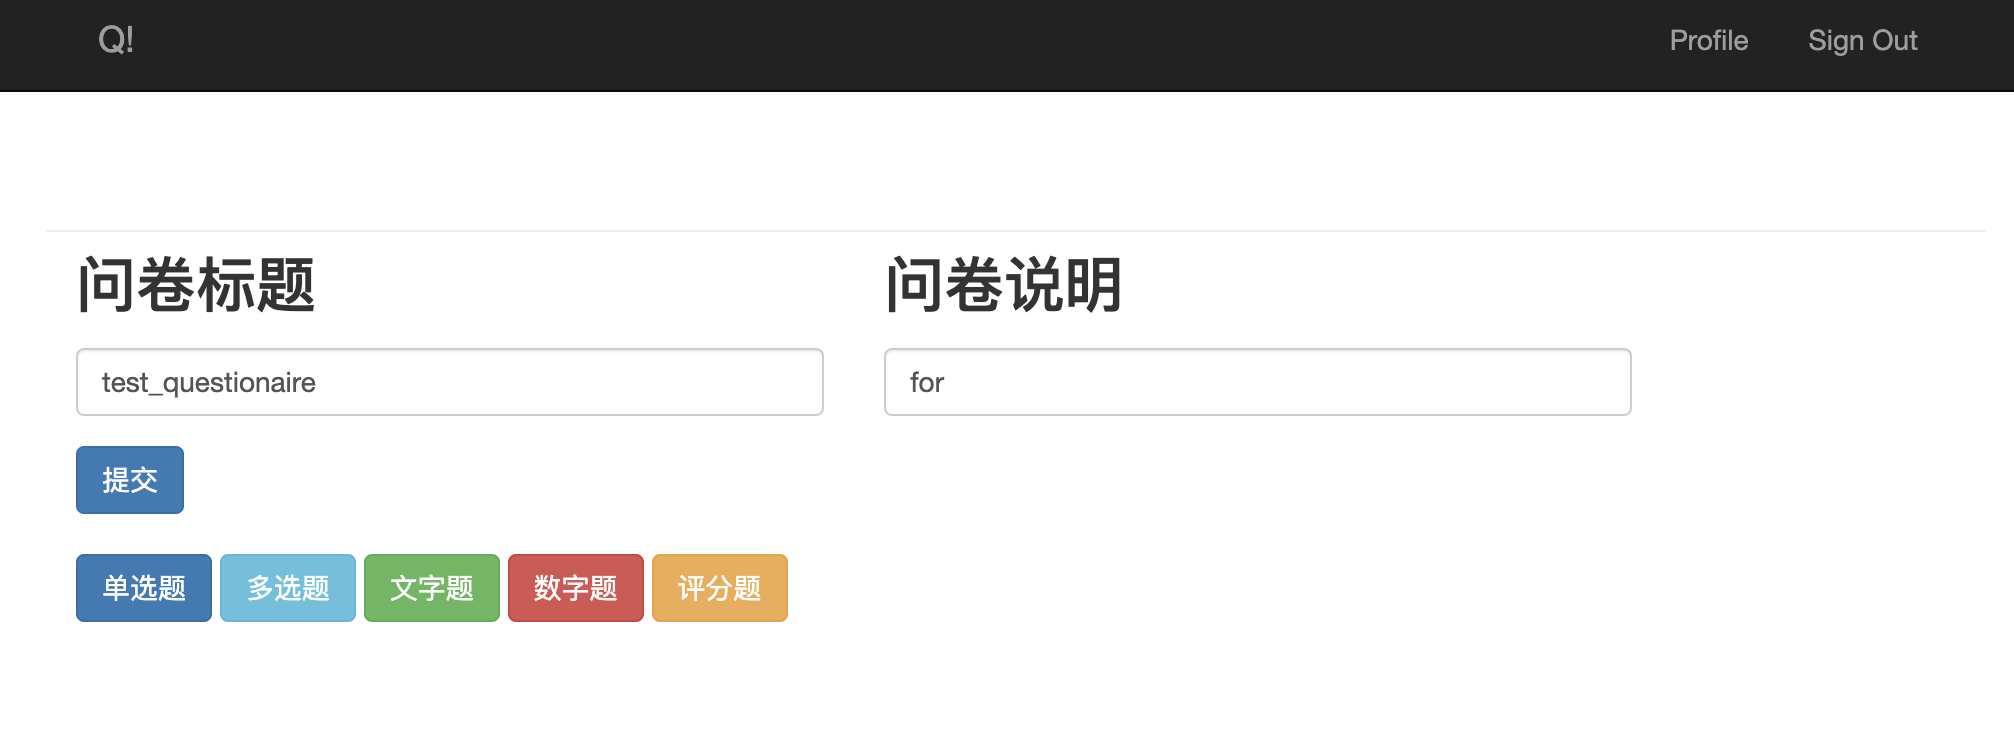 Q! Profile Sign Out
问卷标题 问卷说明
test_questionaire for
提交
单选题 多选题 文字题 数字题 评分题